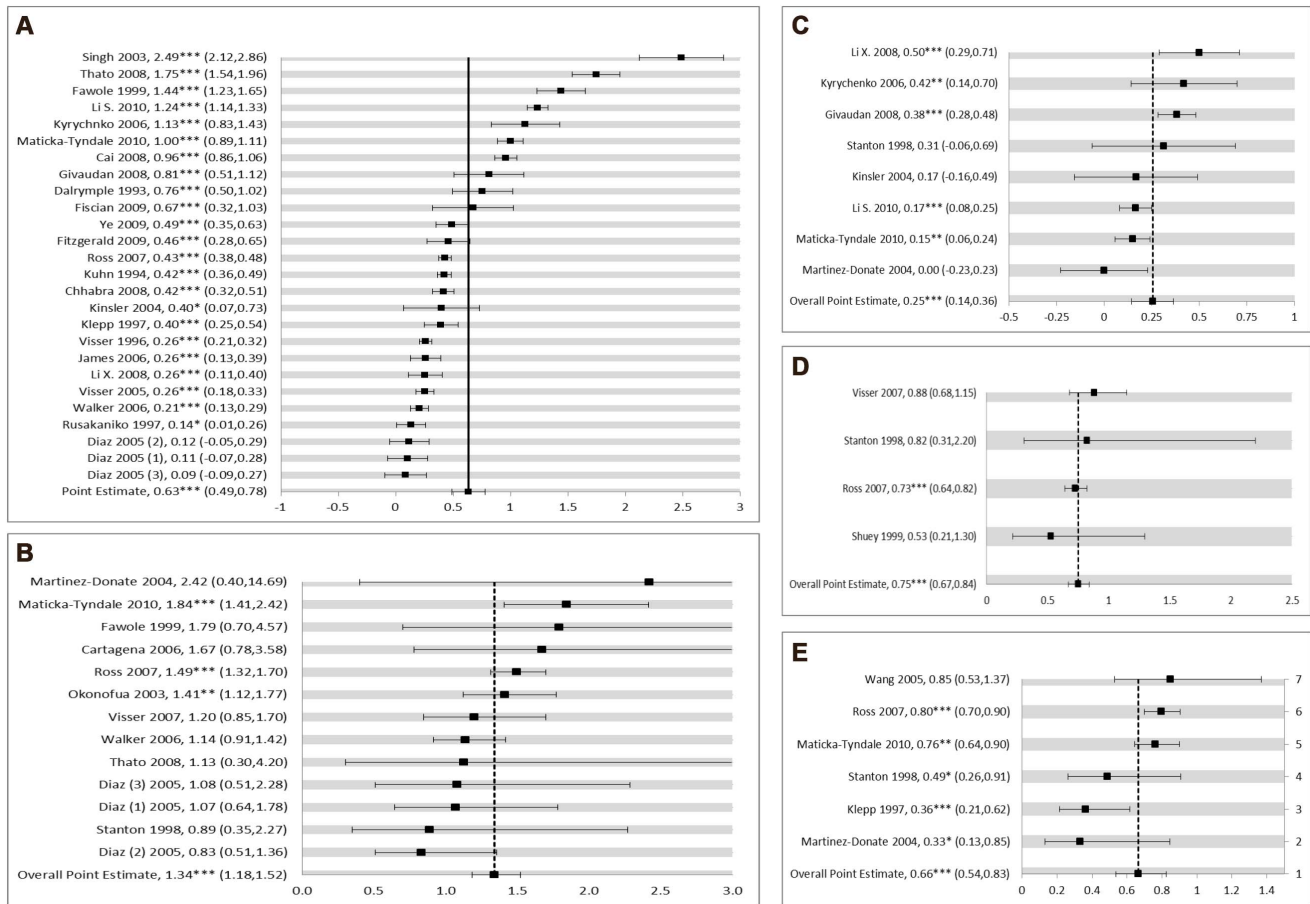 A
Singh 2003, 2.49*** (2.12,2.86)
Thato 2008, 1.75*** (1.54,1.96)
Fawole 1999, 1.44*** (1.23,1.65)
Li S. 2010, 1.24*** (1.14,1.33)
Kyrychnko 2006, 1.13*** (0.83,1.43)
Maticka-Tyndale 2010, 1.00*** (0.89,1.11)
Cai 2008, 0.96*** (0.86,1.06)
Givaudan 2008, 0.81*** (0.51,1.12)
Dalrymple 1993, 0.76*** (0.50,1.02)
Fiscian 2009, 0.67*** (0.32,1.03)
Ye 2009, 0.49*** (0.35,0.63)
Fitzgerald 2009, 0.46*** (0.28,0.65)
Ross 2007, 0.43*** (0.38,0.48)
Kuhn 1994, 0.42*** (0.36,0.49)
Chhabra 2008, 0.42*** (0.32,0.51)
Kinsler 2004, 0.40* (0.07,0.73)
Klepp 1997, 0.40*** (0.25,0.54)
Visser 1996, 0.26*** (0.21,0.32)
James 2006, 0.26*** (0.13,0.39)
Li X. 2008, 0.26*** (0.11,0.40)
Visser 2005, 0.26*** (0.18,0.33)
Walker 2006, 0.21*** (0.13,0.29)
Rusakaniko 1997, 0.14* (0.01,0.26)
Diaz 2005 (2), 0.12 (-0.05,0.29)
Diaz 2005 (1), 0.11 (-0.07,0.28)
Diaz 2005 (3), 0.09 (-0.09,0.27)
Point Estimate, 0.63*** (0.49,0.78)
-1 -0.5 0 0.5 1 1.5 2 2.5 3
B
Martinez-Donate 2004, 2.42 (0.40,14.69)
Maticka-Tyndale 2010, 1.84*** (1.41,2.42)
Fawole 1999, 1.79 (0.70,4.57)
Cartagena 2006, 1.67 (0.78,3.58)
Ross 2007, 1.49*** (1.32,1.70)
Okonofua 2003, 1.41** (1.12,1.77)
Visser 2007, 1.20 (0.85,1.70)
Walker 2006, 1.14 (0.91,1.42)
Thato 2008, 1.13 (0.30,4.20)
Diaz (3) 2005, 1.08 (0.51,2.28)
Diaz (1) 2005, 1.07 (0.64,1.78)
Stanton 1998, 0.89 (0.35,2.27)
Diaz (2) 2005, 0.83 (0.51,1.36)
Overall Point Estimate, 1.34*** (1.18,1.52)
0.0 0.5 1.0 1.5 2.0 2.5 3.0
C
Li X. 2008, 0.50*** (0.29,0.71)
Kyrychenko 2006, 0.42** (0.14,0.70)
Givaudan 2008, 0.38*** (0.28,0.48)
Stanton 1998, 0.31 (-0.06,0.69)
Kinsler 2004, 0.17 (-0.16,0.49)
Li S. 2010, 0.17*** (0.08,0.25)
Maticka-Tyndale 2010, 0.15** (0.06,0.24)
Martinez-Donate 2004, 0.00 (-0.23,0.23)
Overall Point Estimate, 0.25*** (0.14,0.36)
-0.5 -0.25 0 0.25 0.5 0.75 1
D
Visser 2007, 0.88 (0.68,1.15)
Stanton 1998, 0.82 (0.31,2.20)
Ross 2007, 0.73*** (0.64,0.82)
Shuey 1999, 0.53 (0.21,1.30)
Overall Point Estimate, 0.75*** (0.67,0.84)
0 0.5 1 1.5 2 2.5
E
Wang 2005, 0.85 (0.53,1.37) 7
Ross 2007, 0.80*** (0.70,0.90) 6
Maticka-Tyndale 2010, 0.76** (0.64,0.90) 5
Stanton 1998, 0.49* (0.26,0.91) 4
Klepp 1997, 0.36*** (0.21,0.62) 3
Martinez-Donate 2004, 0.33* (0.13,0.85) 2
Overall Point Estimate, 0.66*** (0.54,0.83) 1
0 0.2 0.4 0.6 0.8 1 1.2 1.4